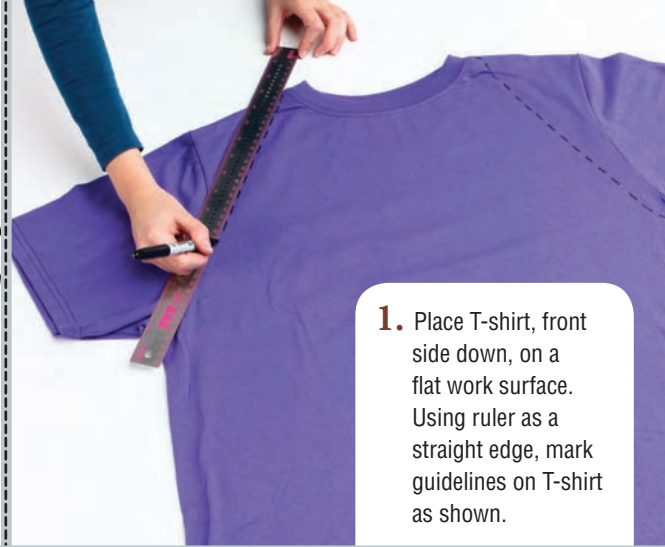 1. Place T-shirt, front
side down, on a
flat work surface.
Using ruler as a
straight edge, mark
guidelines on T-shirt
as shown.